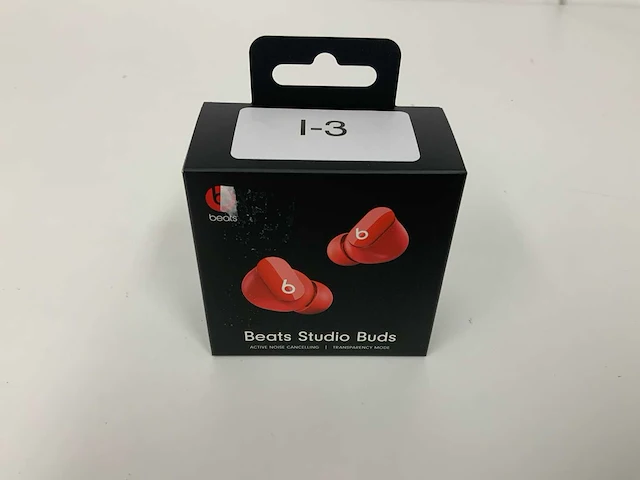 I-3
beats
Beats Studio Buds
ACTIVE NOISE CANCELLING | TRANSPARENCY MODE